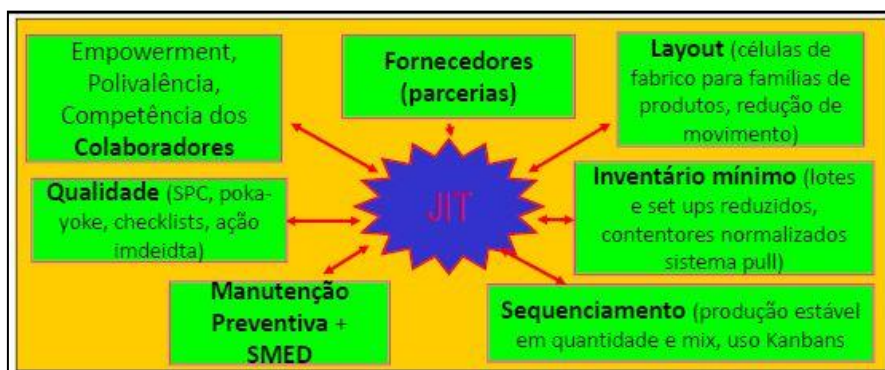 Empowerment,
Polivalência,
Competência dos
Colaboradores
Fornecedores
(parcerias)
Layout (células de
fabrico para famílias de
produtos, redução de
movimento)
Qualidade (SPC, poka-
yoke, checklists, ação
imdeidta)
JIT
Inventário mínimo (lotes
e set ups reduzidos,
contentores normalizados
sistema pull)
Manutenção
Preventiva +
SMED
Sequenciamento (produção estável
em quantidade e mix, uso Kanbans